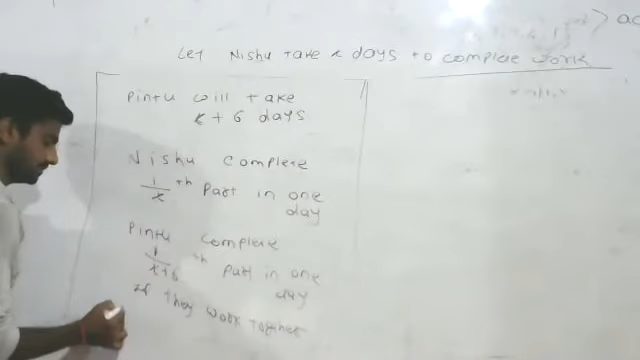 Let Nishu take x days to complete work
Pintu will take
x + 6 days
Nishu complete
1/x th part in one
day
Pintu complete
1/x+6 th part in one
day
If they work together